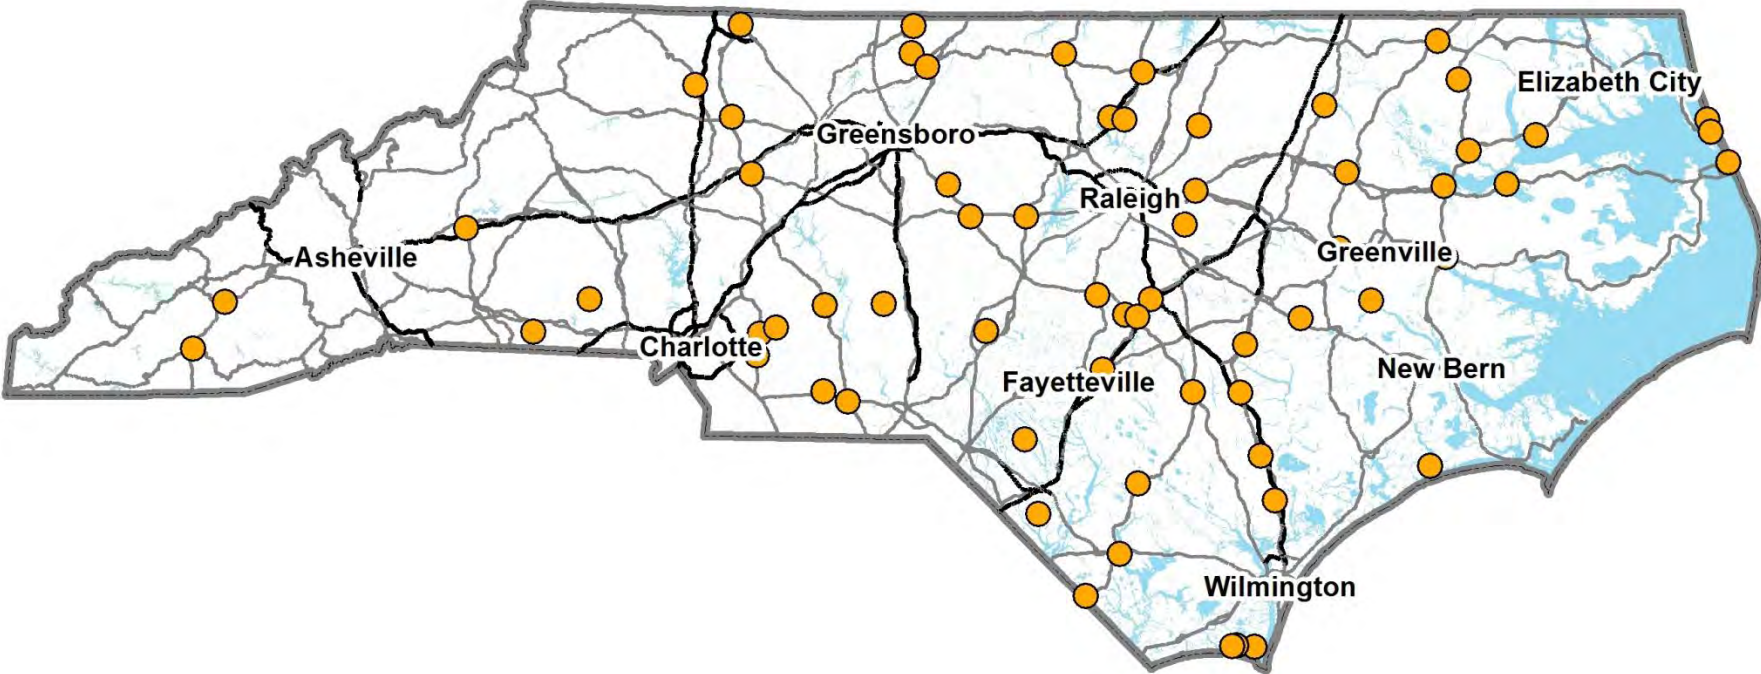 Elizabeth City
Greensboro
Raleigh
Asheville
Greenville
Charlotte
Fayetteville
New Bern
Wilmington